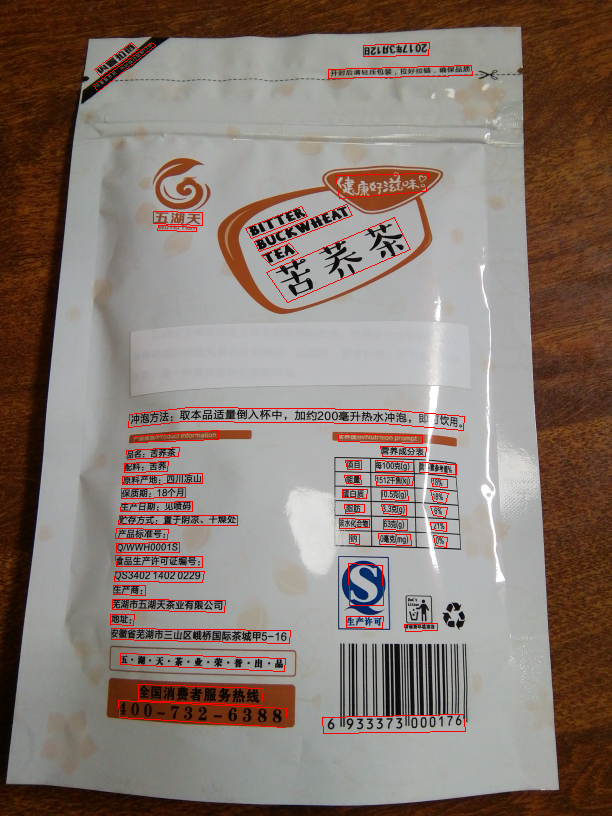 2017年3月12日
开封后请轻压包装，拉好拉链，确保品质
健康好滋味
五湖天
BITTER
BUCKWHEAT
TEA
苦荞茶
冲泡方法：取本品适量倒入杯中，加约200毫升热水冲泡，即可饮用。
产品信息/Product information
品名：苦荞茶
配料：苦荞
原料产地：四川凉山
保质期：18个月
生产日期：见喷码
贮存方式：置于阴凉、干燥处
产品标准号：
Q/WWH0001S
食品生产许可证编号：
QS3402 1402 0229
生产商：
芜湖市五湖天茶业有限公司
地址：
安徽省芜湖市三山区峨桥国际茶城甲5-16
五·湖·天·茶·业·荣·誉·出·品
全国消费者服务热线
400-732-6388
营养提示/Nutrition prompt
营养成分表
项目 每100克(g)
能量 1512千焦(kJ) 18%
蛋白质 10.5克(g) 18%
脂肪 3.3克(g) 5%
碳水化合物 63克(g) 21%
钠 0毫克(mg) 0%
S
生产许可
6 933373 000176